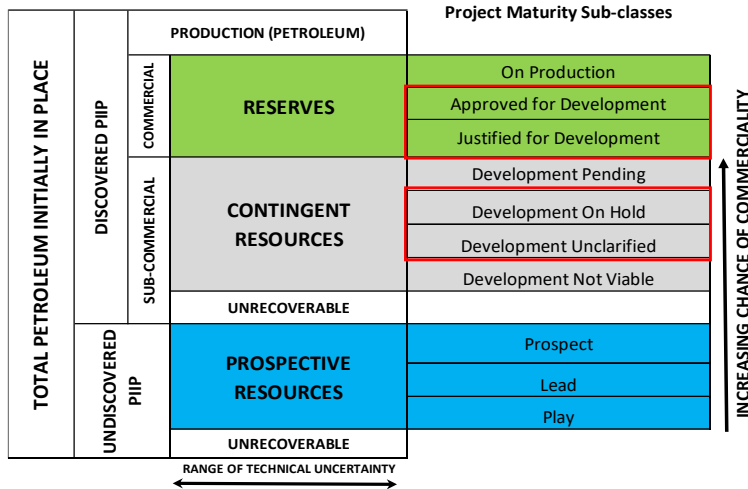 Project Maturity Sub-classes
TOTAL PETROLEUM INITIALLY IN PLACE
DISCOVERED PIIP
COMMERCIAL
PRODUCTION (PETROLEUM)
RESERVES
On Production
Approved for Development
Justified for Development
SUB-COMMERCIAL
CONTINGENT
RESOURCES
Development Pending
Development On Hold
Development Unclarified
Development Not Viable
UNRECOVERABLE
UNDISCOVERED
PIIP
PROSPECTIVE
RESOURCES
Prospect
Lead
Play
UNRECOVERABLE
RANGE OF TECHNICAL UNCERTAINTY
INCREASING CHANCE OF COMMERCIALITY